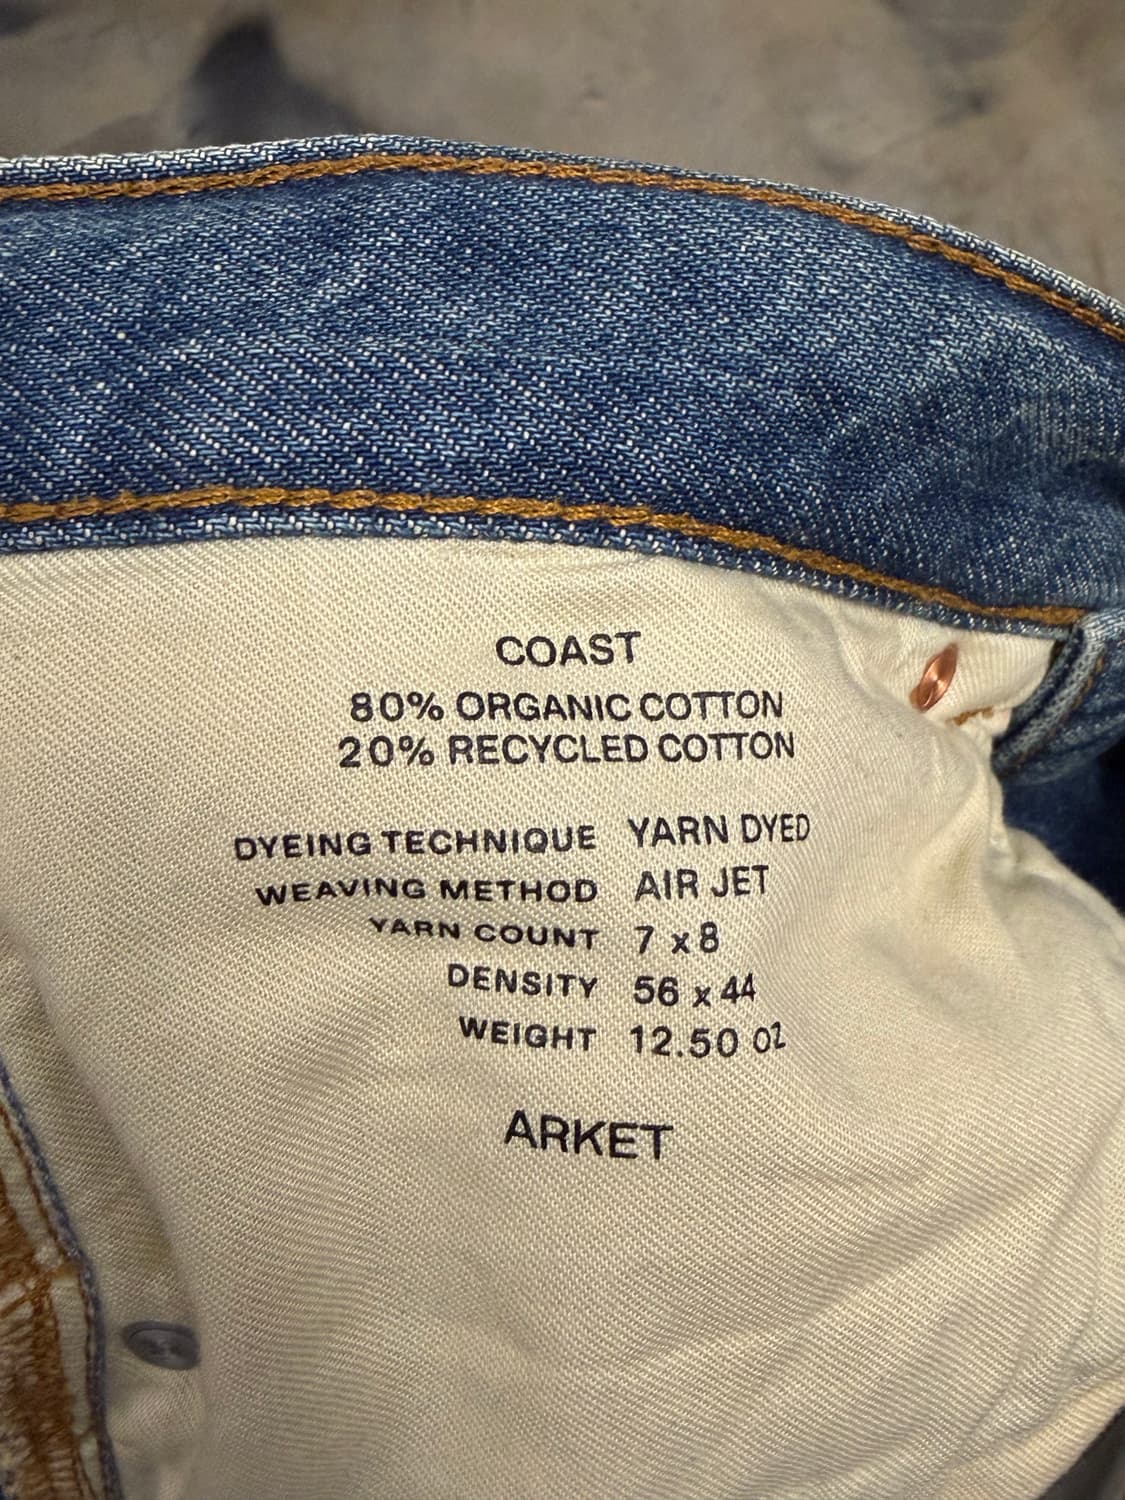 COAST
80% ORGANIC COTTON
20% RECYCLED COTTON
DYEING TECHNIQUE YARN DYED
WEAVING METHOD AIR JET
YARN COUNT 7 x 8
DENSITY 56 x 44
WEIGHT 12.50 OZ
ARKET